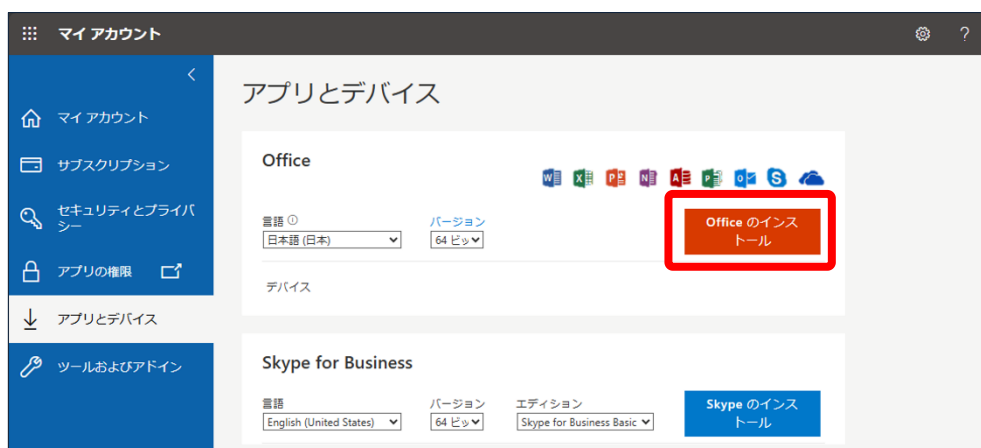 マイ アカウント
?
アプリとデバイス
マイ アカウント
サブスクリプション
セキュリティとプライバ
シー
アプリの権限
アプリとデバイス
ツールおよびアドイン
Office
言語
バージョン
日本語 (日本)
64 ビッ
Office のインス
トール
デバイス
Skype for Business
言語
バージョン
エディション
English (United States)
64 ビッ
Skype for Business Basic
Skype のインス
トール